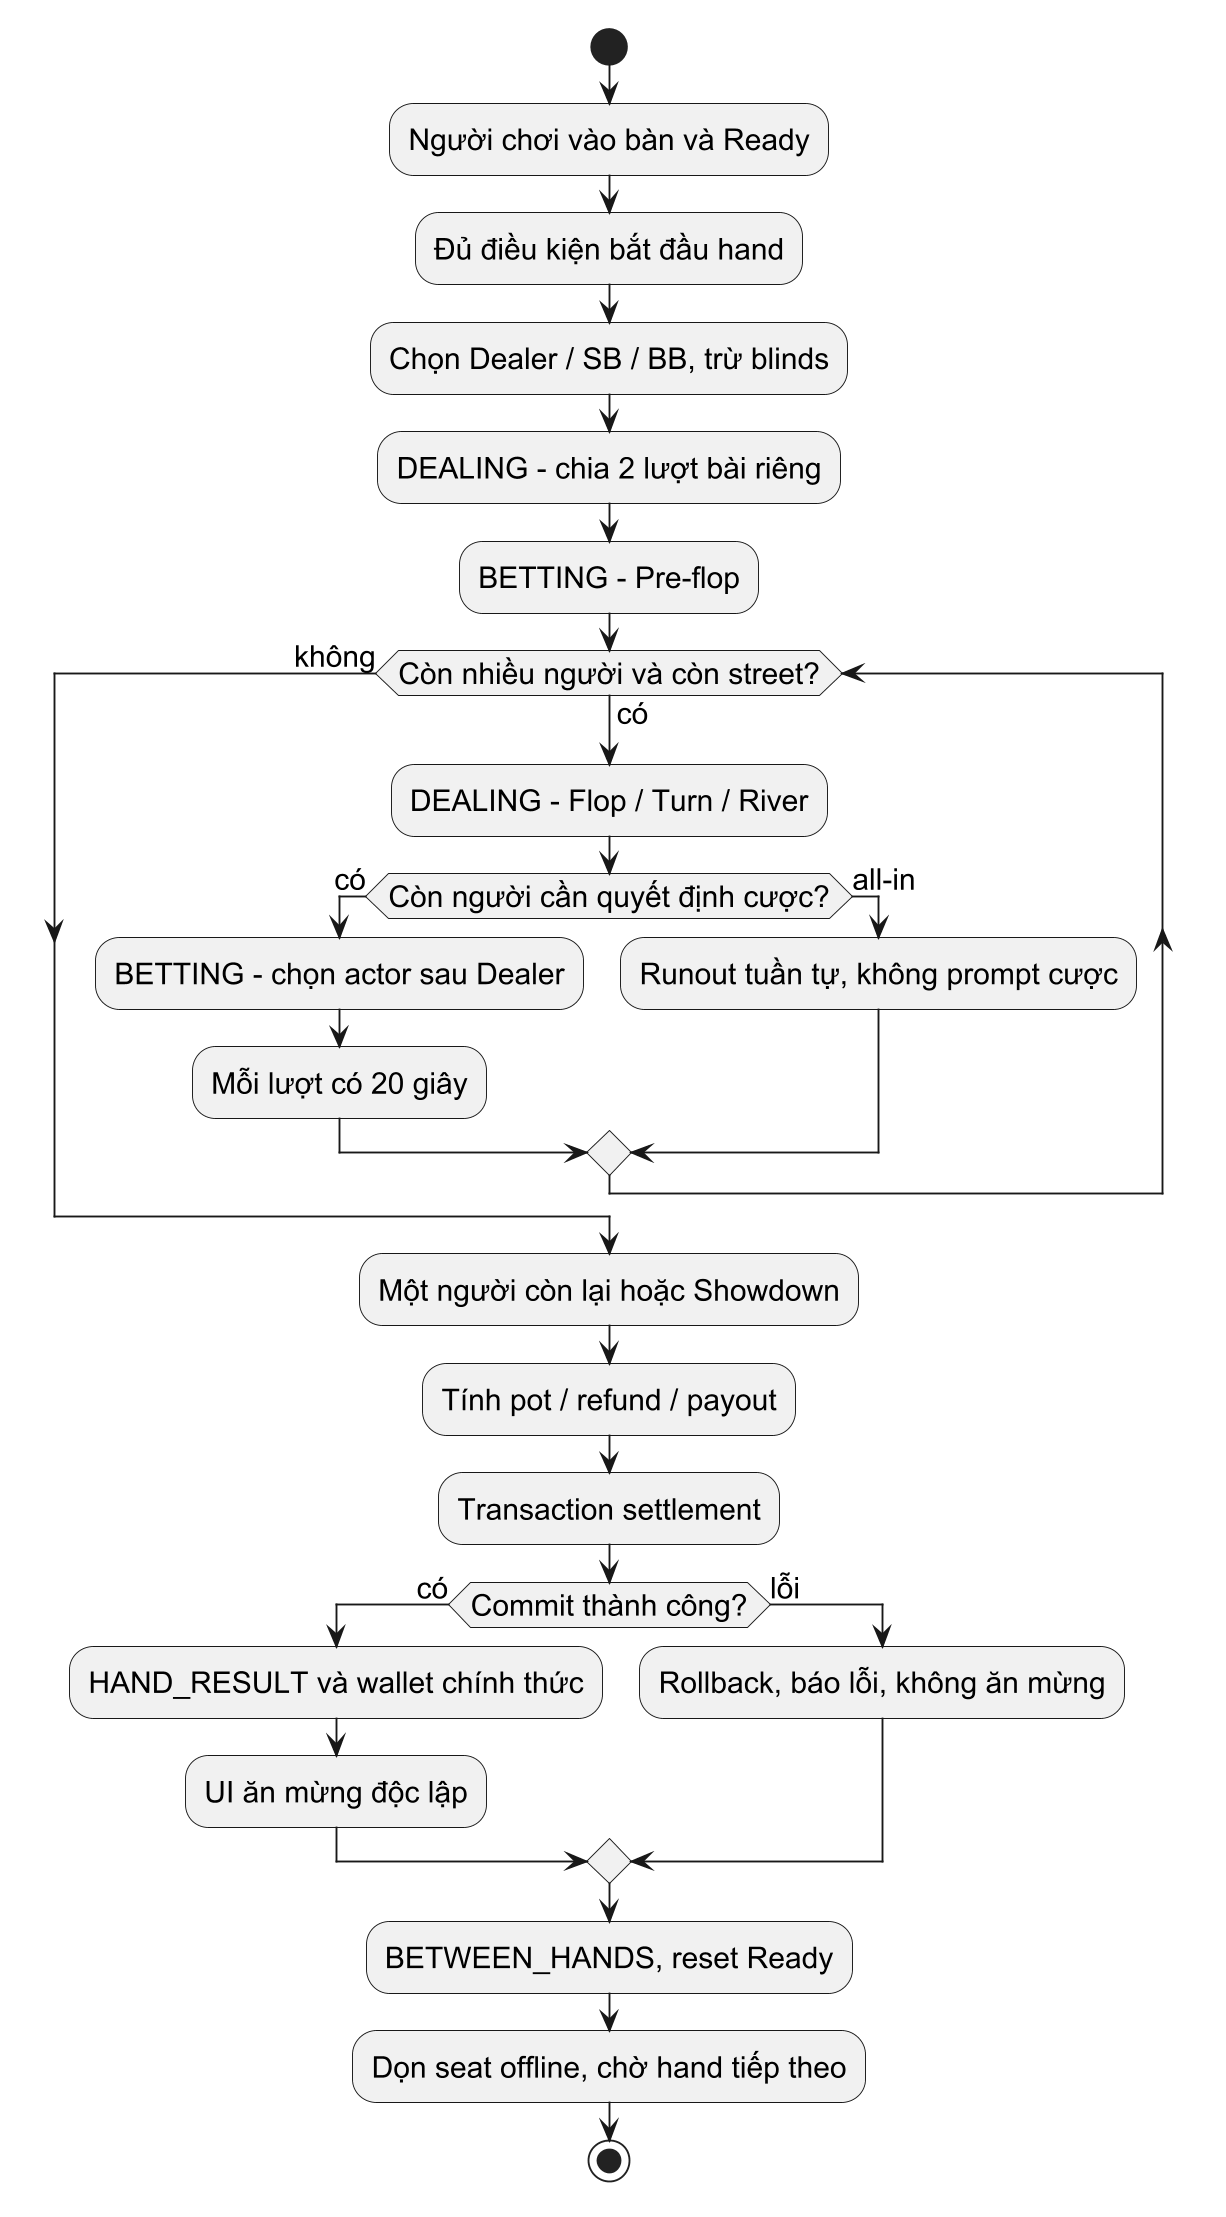 Người chơi vào bàn và Ready
Đủ điều kiện bắt đầu hand
Chọn Dealer / SB / BB, trừ blinds
DEALING - chia 2 lượt bài riêng
BETTING - Pre-flop
không
Còn nhiều người và còn street?
có
DEALING - Flop / Turn / River
có
Còn người cần quyết định cược?
all-in
BETTING - chọn actor sau Dealer
Runout tuần tự, không prompt cược
Mỗi lượt có 20 giây
Một người còn lại hoặc Showdown
Tính pot / refund / payout
Transaction settlement
có
Commit thành công?
lỗi
HAND_RESULT và wallet chính thức
Rollback, báo lỗi, không ăn mừng
UI ăn mừng độc lập
BETWEEN_HANDS, reset Ready
Dọn seat offline, chờ hand tiếp theo